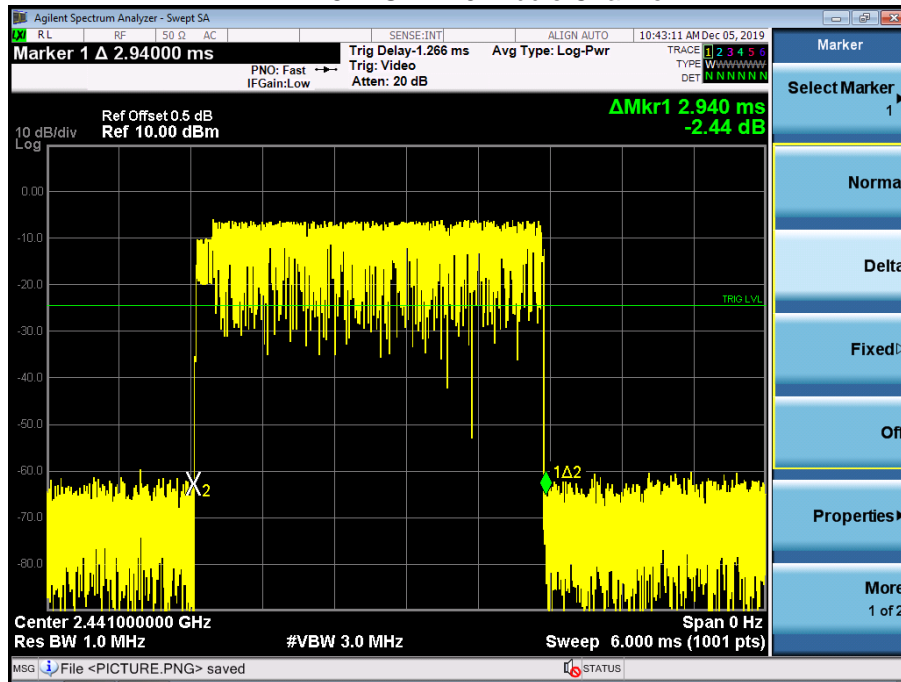 Agilent Spectrum Analyzer - Swept SA
LXI RL RF 50 Ω AC SENSE:INT ALIGN AUTO 10:43:11 AM Dec 05, 2019
Marker 1 Δ 2.94000 ms
PNO: Fast
IFGain:Low
Trig Delay-1.266 ms
Trig: Video
Atten: 20 dB
Avg Type: Log-Pwr
TRACE 1 2 3 4 5 6
TYPE WWWWWW
DET N N N N N N
ΔMkr1 2.940 ms
-2.44 dB
Ref Offset 0.5 dB
10 dB/div Ref 10.00 dBm
Log
0.00
-10.0
-20.0
TRIG LVL
-30.0
-40.0
-50.0
-60.0
1Δ2
2
-70.0
-80.0
Center 2.441000000 GHz Span 0 Hz
Res BW 1.0 MHz #VBW 3.0 MHz Sweep 6.000 ms (1001 pts)
MSG File <PICTURE.PNG> saved STATUS
Marker
Select Marker
1
Norma
Delta
Fixed
Off
Properties
More
1 of 2